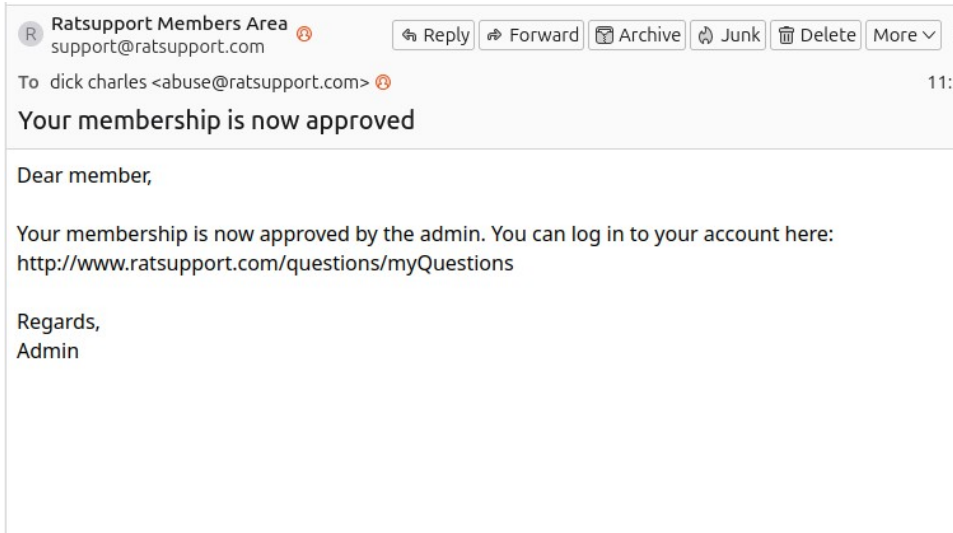 R
Ratsupport Members Area
support@ratsupport.com
Reply Forward Archive Junk Delete More
To dick charles <abuse@ratsupport.com>
11:
Your membership is now approved
Dear member,
Your membership is now approved by the admin. You can log in to your account here:
http://www.ratsupport.com/questions/myQuestions
Regards,
Admin